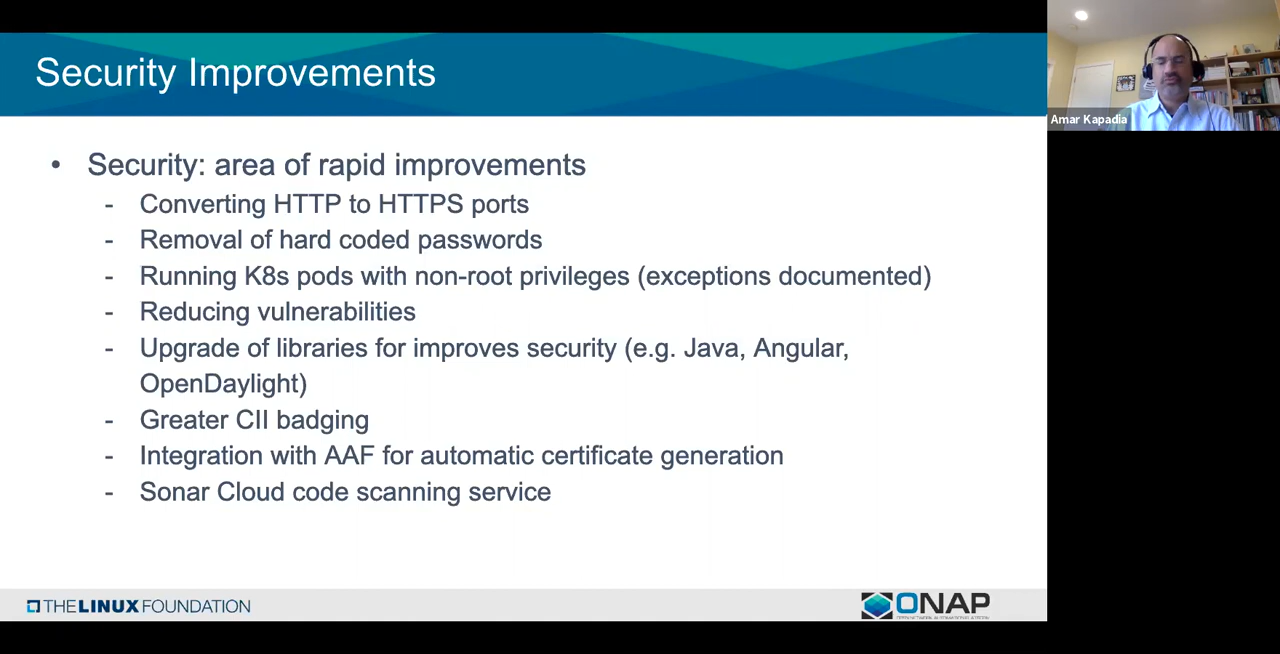 Security Improvements
Amar Kapadia
• Security: area of rapid improvements
- Converting HTTP to HTTPS ports
- Removal of hard coded passwords
- Running K8s pods with non-root privileges (exceptions documented)
- Reducing vulnerabilities
- Upgrade of libraries for improves security (e.g. Java, Angular,
OpenDaylight)
- Greater CII badging
- Integration with AAF for automatic certificate generation
- Sonar Cloud code scanning service
THE LINUX FOUNDATION
ONAP